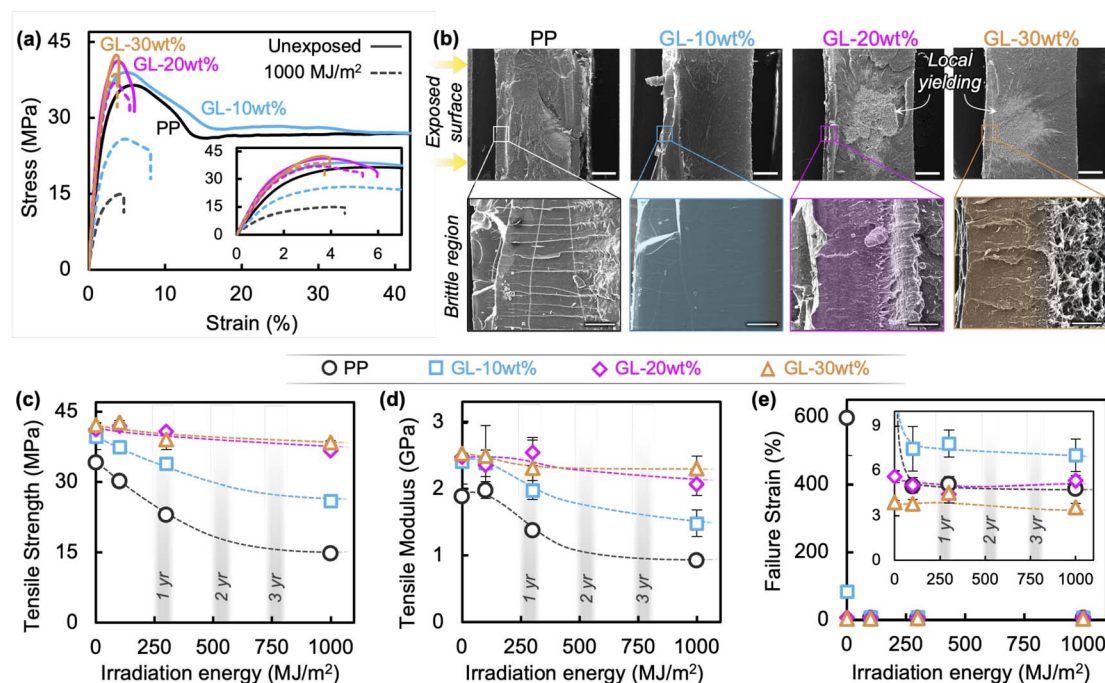 (a)
GL-30wt%
GL-20wt%
Unexposed
1000 MJ/m²
GL-10wt%
PP
45
30
15
0
Stress (MPa)
45
30
15
0
0 2 4 6
0 10 20 30 40
Strain (%)
(b)
PP GL-10wt% GL-20wt% GL-30wt%
Exposed
surface
Local
yielding
Brittle region
PP GL-10wt% GL-20wt% GL-30wt%
(c)
45
30
15
0
Tensile Strength (MPa)
1 yr
2 yr
3 yr
0 250 500 750 1000
Irradiation energy (MJ/m²)
(d)
3
2
1
0
Tensile Modulus (GPa)
1 yr
2 yr
3 yr
0 250 500 750 1000
Irradiation energy (MJ/m²)
(e)
600
400
200
0
Failure Strain (%)
9
6
3
0
1 yr
2 yr
3 yr
0 250 500 750 1000
0 250 500 750 1000
Irradiation energy (MJ/m²)